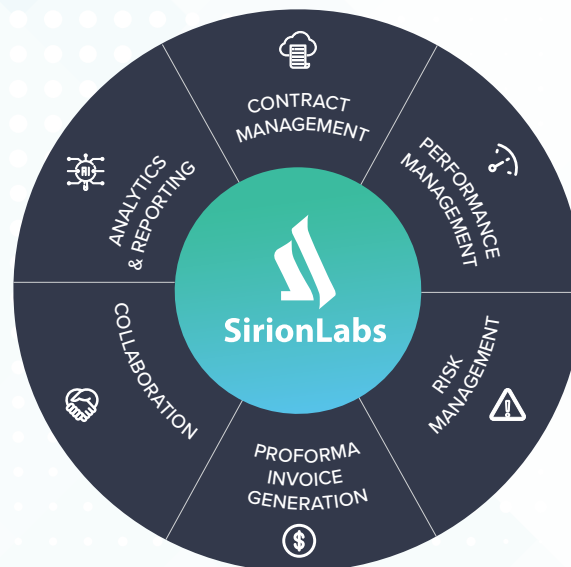 CONTRACT
MANAGEMENT
PERFORMANCE
MANAGEMENT
RISK
MANAGEMENT
PROFORMA
INVOICE
GENERATION
$
COLLABORATION
ANALYTICS
& REPORTING
AI
SirionLabs